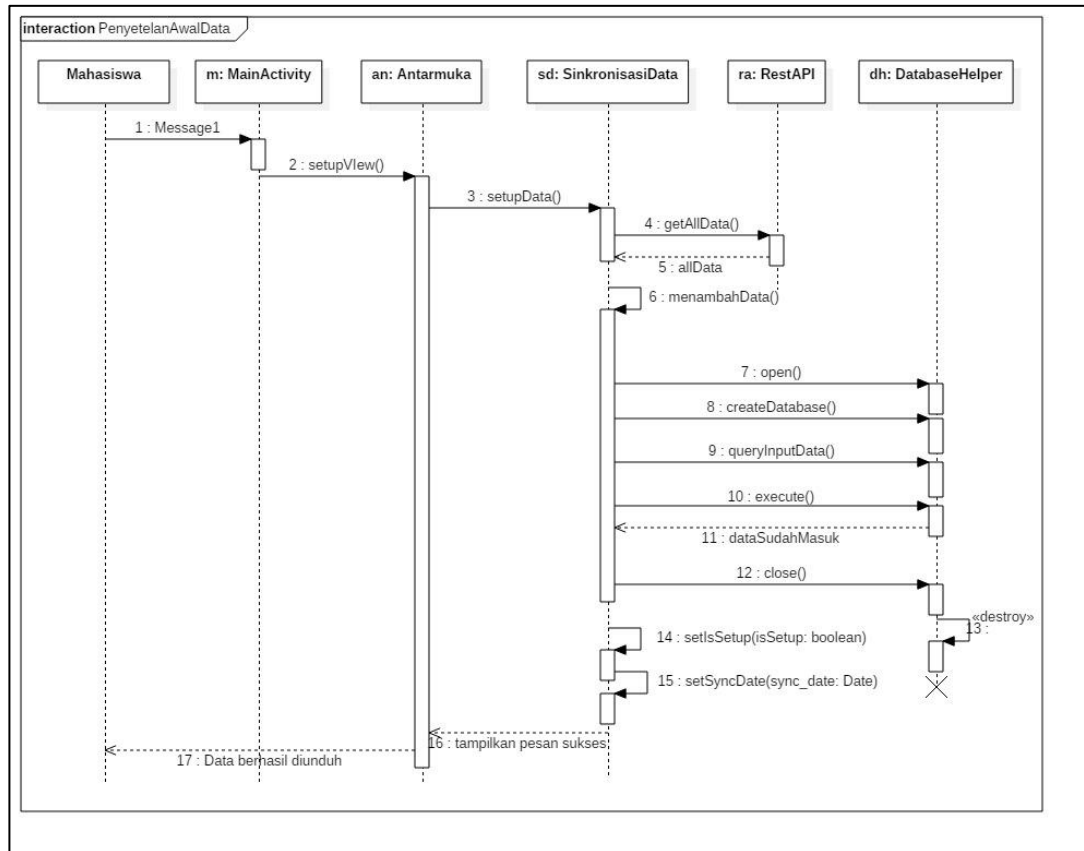 interaction PenyetelanAwalData
Mahasiswa
m: MainActivity
an: Antarmuka
sd: SinkronisasiData
ra: RestAPI
dh: DatabaseHelper
1 : Message1
2 : setupVIew()
3 : setupData()
4 : getAllData()
5 : allData
6 : menambahData()
7 : open()
8 : createDatabase()
9 : queryInputData()
10 : execute()
11 : dataSudahMasuk
12 : close()
«destroy»
13 :
14 : setIsSetup(isSetup: boolean)
15 : setSyncDate(sync_date: Date)
16 : tampilkan pesan sukses
17 : Data berhasil diunduh